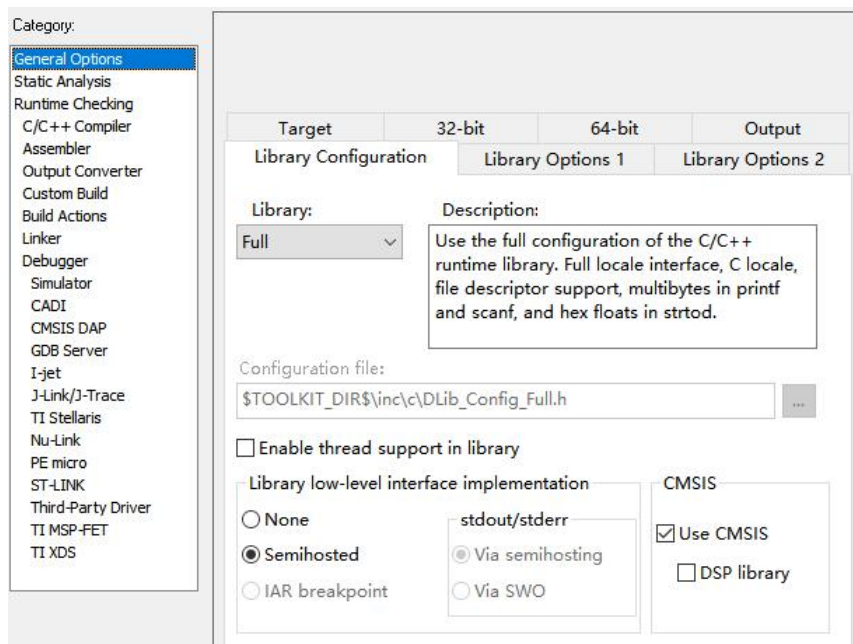 Category:
General Options
Static Analysis
Runtime Checking
C/C++ Compiler
Assembler
Output Converter
Custom Build
Build Actions
Linker
Debugger
Simulator
CADI
CMSIS DAP
GDB Server
I-jet
J-Link/J-Trace
TI Stellaris
Nu-Link
PE micro
ST-LINK
Third-Party Driver
TI MSP-FET
TI XDS
Target 32-bit 64-bit Output
Library Configuration Library Options 1 Library Options 2
Library:
Full
Description:
Use the full configuration of the C/C++
runtime library. Full locale interface, C locale,
file descriptor support, multibytes in printf
and scanf, and hex floats in strtod.
Configuration file:
$TOOLKIT_DIR$\inc\c\DLib_Config_Full.h
...
Enable thread support in library
Library low-level interface implementation
None
Semihosted
IAR breakpoint
stdout/stderr
Via semihosting
Via SWO
CMSIS
Use CMSIS
DSP library